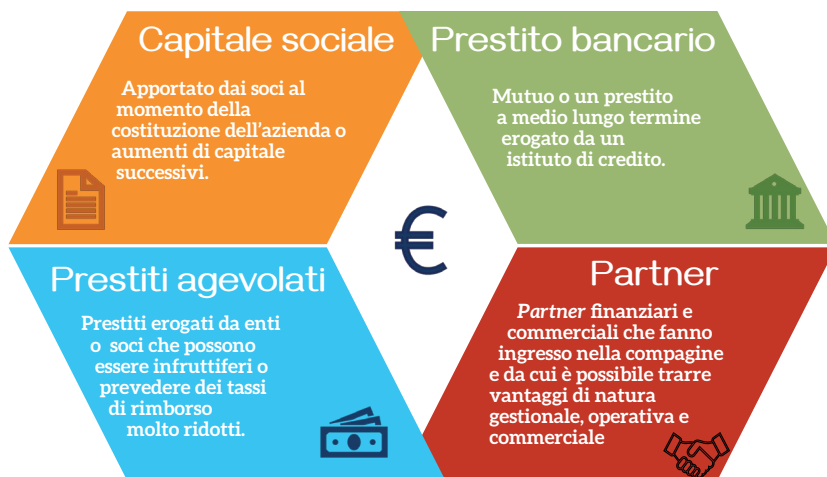 Capitale sociale
Apportato dai soci al
momento della
costituzione dell'azienda o
aumenti di capitale
successivi.
Prestito bancario
Mutuo o un prestito
a medio lungo termine
erogato da un
istituto di credito.
€
Prestiti agevolati
Prestiti erogati da enti
o soci che possono
essere infruttiferi o
prevedere dei tassi
di rimborso
molto ridotti.
Partner
Partner finanziari e
commerciali che fanno
ingresso nella compagine
e da cui è possibile trarre
vantaggi di natura
gestionale, operativa e
commerciale